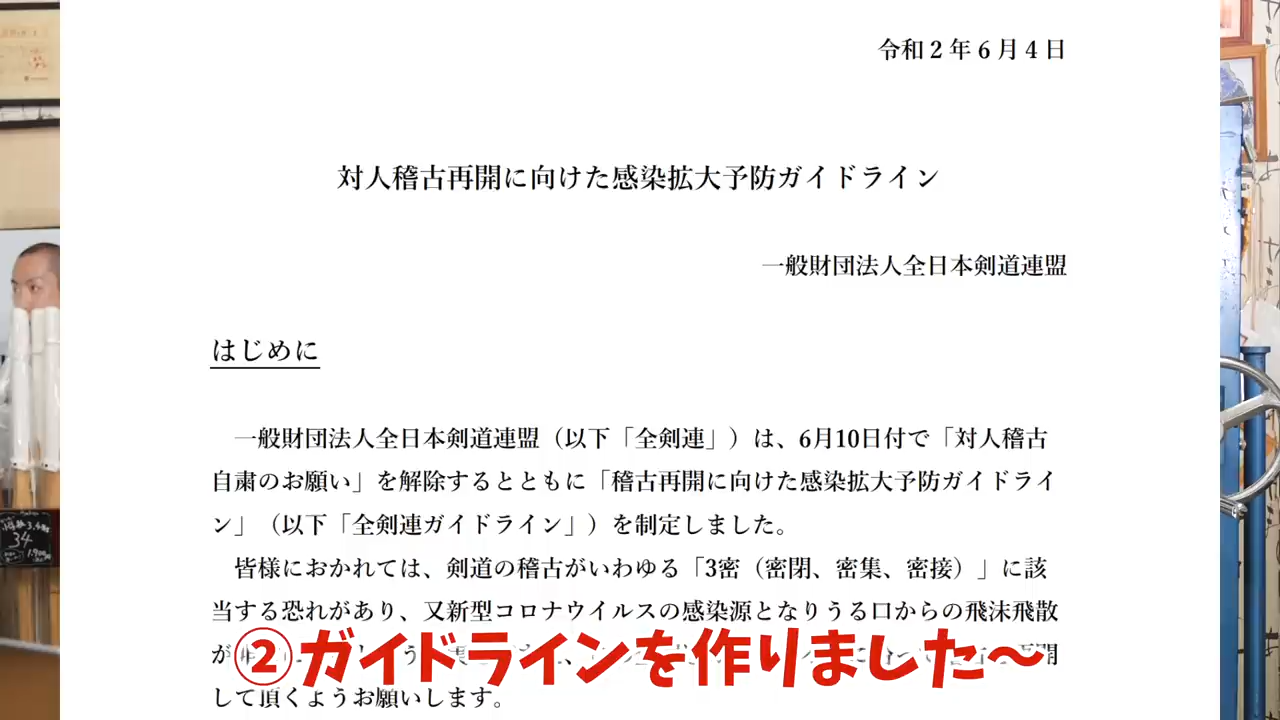 令和２年６月４日
対人稽古再開に向けた感染拡大予防ガイドライン
一般財団法人全日本剣道連盟
はじめに
一般財団法人全日本剣道連盟（以下「全剣連」）は、6月10日付で「対人稽古
自粛のお願い」を解除するとともに「稽古再開に向けた感染拡大予防ガイドライ
ン」（以下「全剣連ガイドライン」）を制定しました。
皆様におかれては、剣道の稽古がいわゆる「3密（密閉、密集、密接）」に該
当する恐れがあり、又新型コロナウイルスの感染源となりうる口からの飛沫飛散
が
②ガイドラインを作りました〜
して頂くようお願いします。
34
1,900